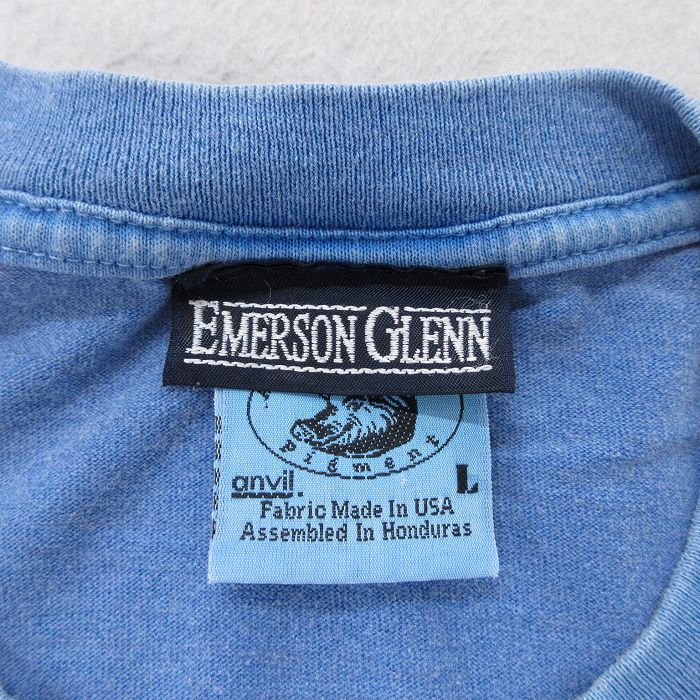 EMERSON GLENN
pigment
anvil. L
Fabric Made In USA
Assembled In Honduras